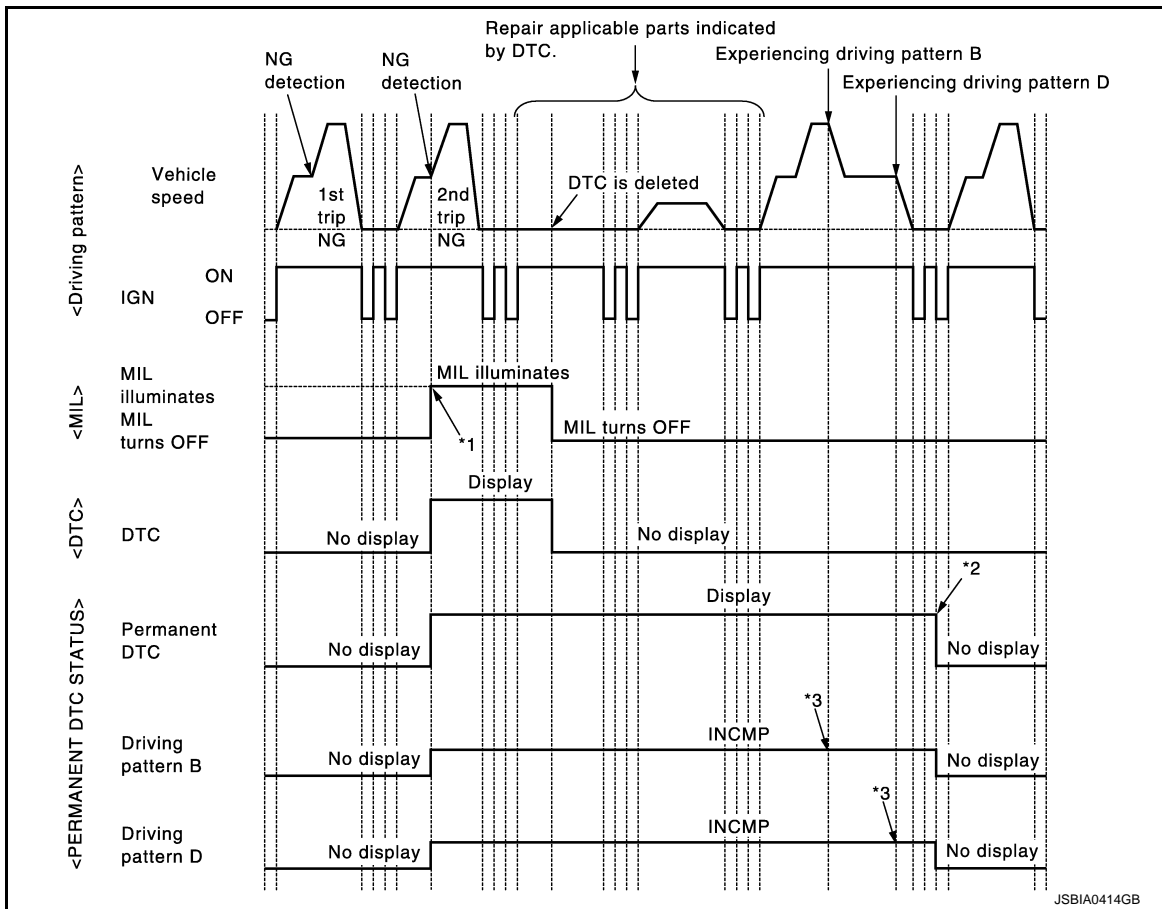 Repair applicable parts indicated
by DTC.
NG
detection
NG
detection
Experiencing driving pattern B
Experiencing driving pattern D
<Driving pattern>
Vehicle
speed
1st
trip
NG
2nd
trip
NG
DTC is deleted
IGN
ON
OFF
<MIL>
MIL
illuminates
MIL
turns OFF
MIL illuminates
*1
MIL turns OFF
<DTC>
DTC
No display
Display
No display
<PERMANENT DTC STATUS>
Permanent
DTC
No display
Display
*2
No display
Driving
pattern B
No display
INCMP
*3
No display
Driving
pattern D
No display
INCMP
*3
No display
JSBIA0414GB